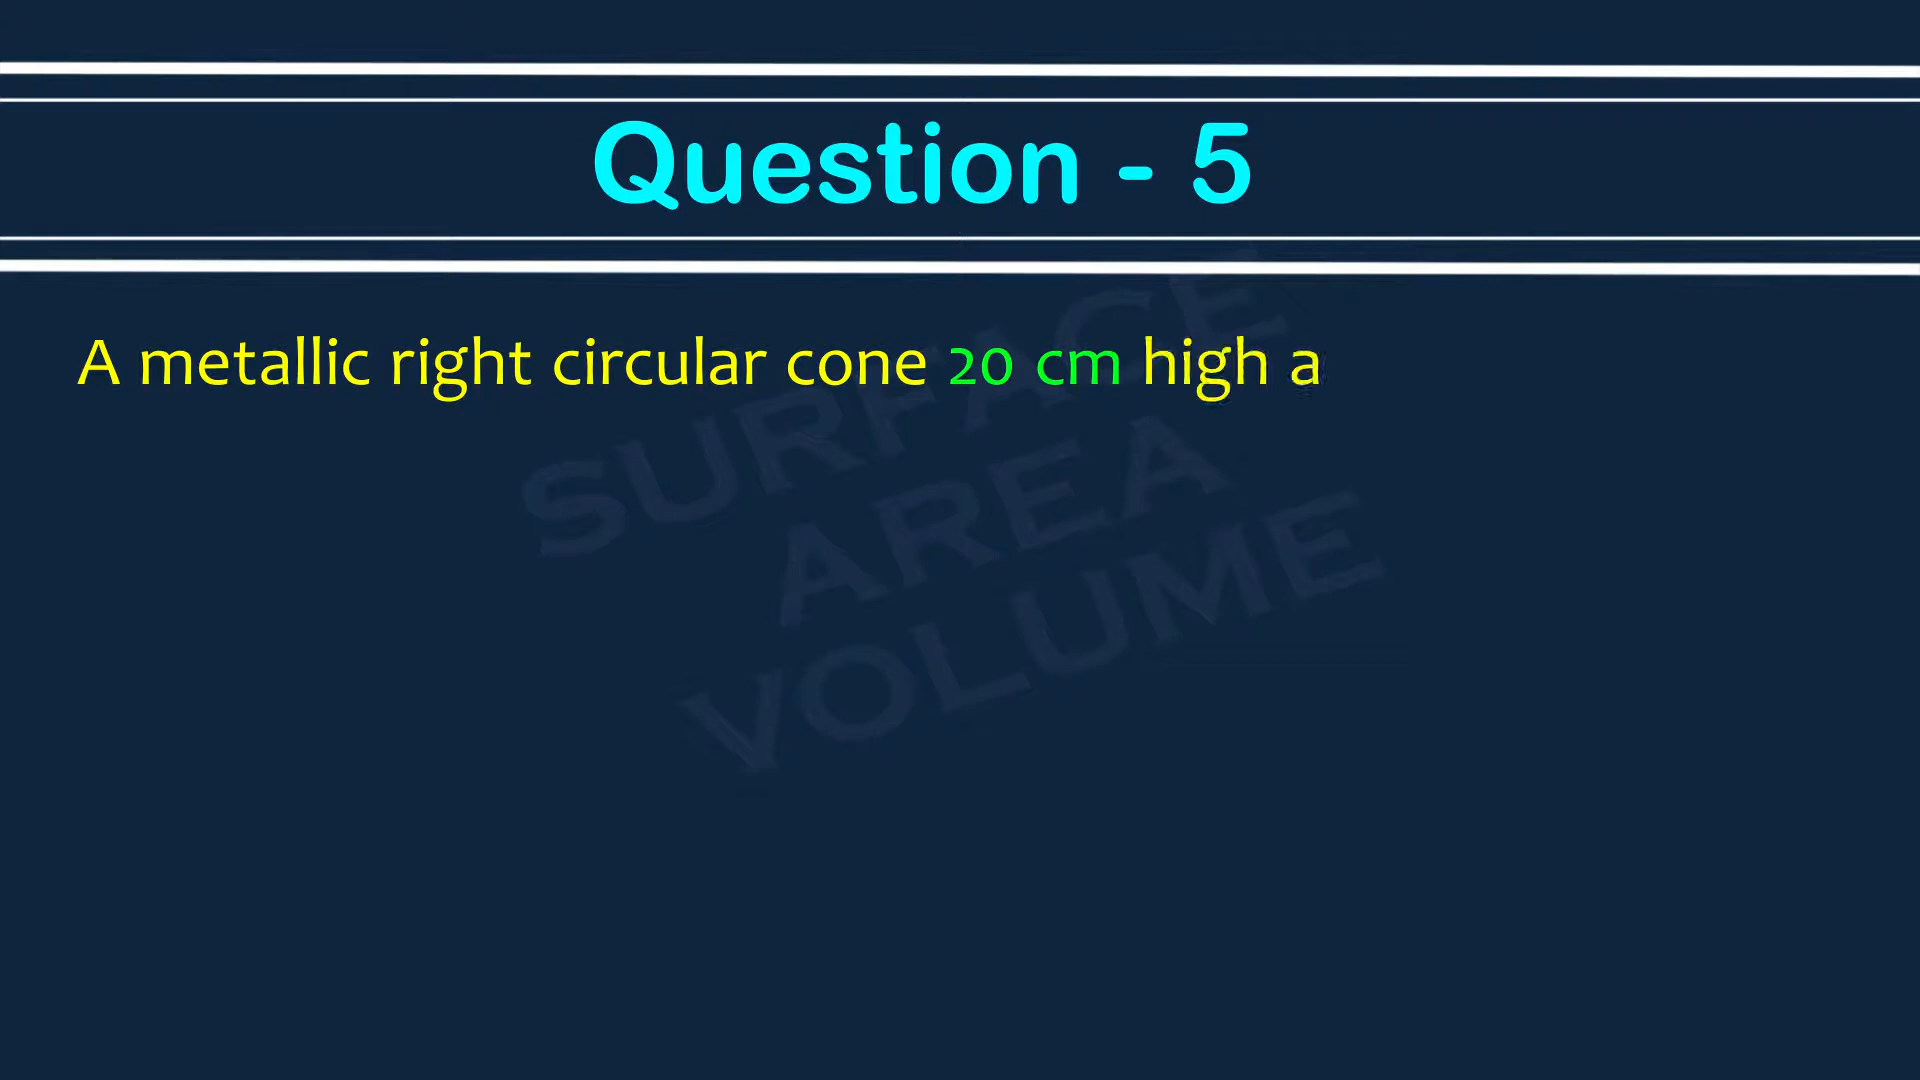 Question - 5
A metallic right circular cone 20 cm high a
SURFACE
AREA
VOLUME